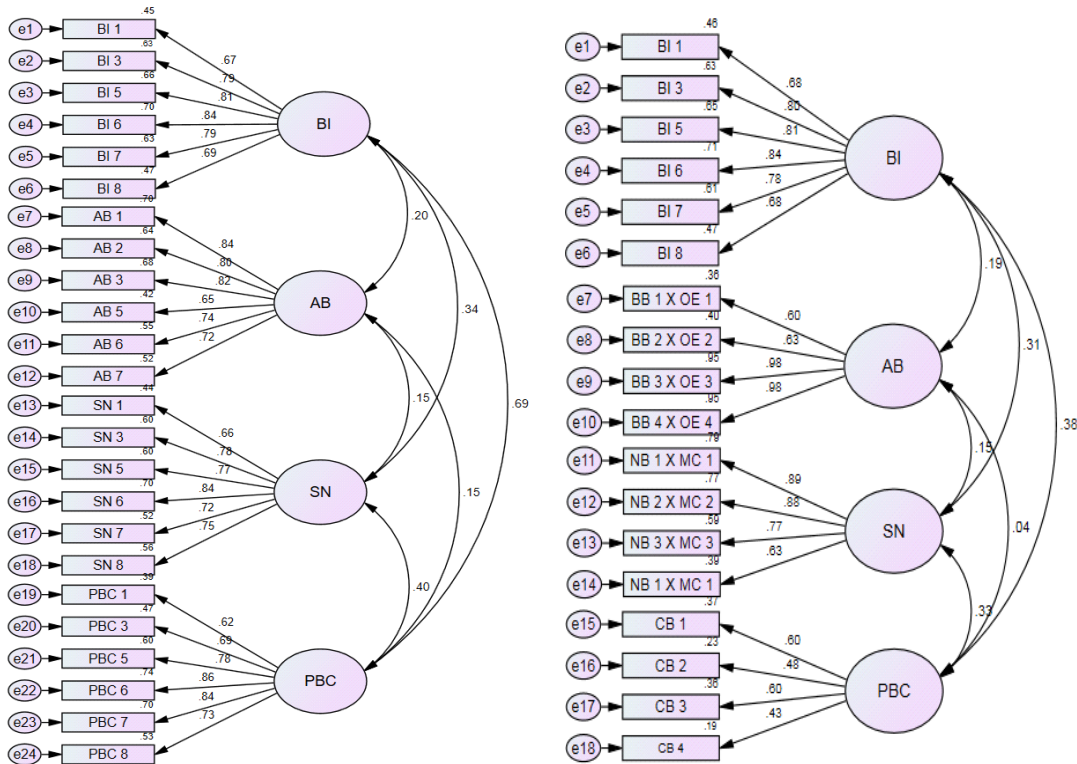 .45
e1 BI 1
.63
e2 BI 3
.66
e3 BI 5
.70
e4 BI 6
.63
e5 BI 7
.47
e6 BI 8
.67
.79
.81
.84
.79
.69
BI
.70
e7 AB 1
.64
e8 AB 2
.68
e9 AB 3
.42
e10 AB 5
.55
e11 AB 6
.52
e12 AB 7
.84
.80
.82
.65
.74
.72
AB
.44
e13 SN 1
.60
e14 SN 3
.60
e15 SN 5
.70
e16 SN 6
.52
e17 SN 7
.56
e18 SN 8
.66
.78
.77
.84
.72
.75
SN
.39
e19 PBC 1
.47
e20 PBC 3
.60
e21 PBC 5
.74
e22 PBC 6
.70
e23 PBC 7
.53
e24 PBC 8
.62
.69
.78
.86
.84
.73
PBC
.20
.34
.69
.15
.15
.40
.46
e1 BI 1
.63
e2 BI 3
.65
e3 BI 5
.71
e4 BI 6
.61
e5 BI 7
.47
e6 BI 8
.68
.80
.81
.84
.78
.68
BI
.36
e7 BB 1 X OE 1
.40
e8 BB 2 X OE 2
.95
e9 BB 3 X OE 3
.95
e10 BB 4 X OE 4
.60
.63
.98
.98
AB
.79
e11 NB 1 X MC 1
.77
e12 NB 2 X MC 2
.59
e13 NB 3 X MC 3
.39
e14 NB 1 X MC 1
.89
.88
.77
.63
SN
.37
e15 CB 1
.23
e16 CB 2
.36
e17 CB 3
.19
e18 CB 4
.60
.48
.60
.43
PBC
.19
.31
.38
.15
.04
.33